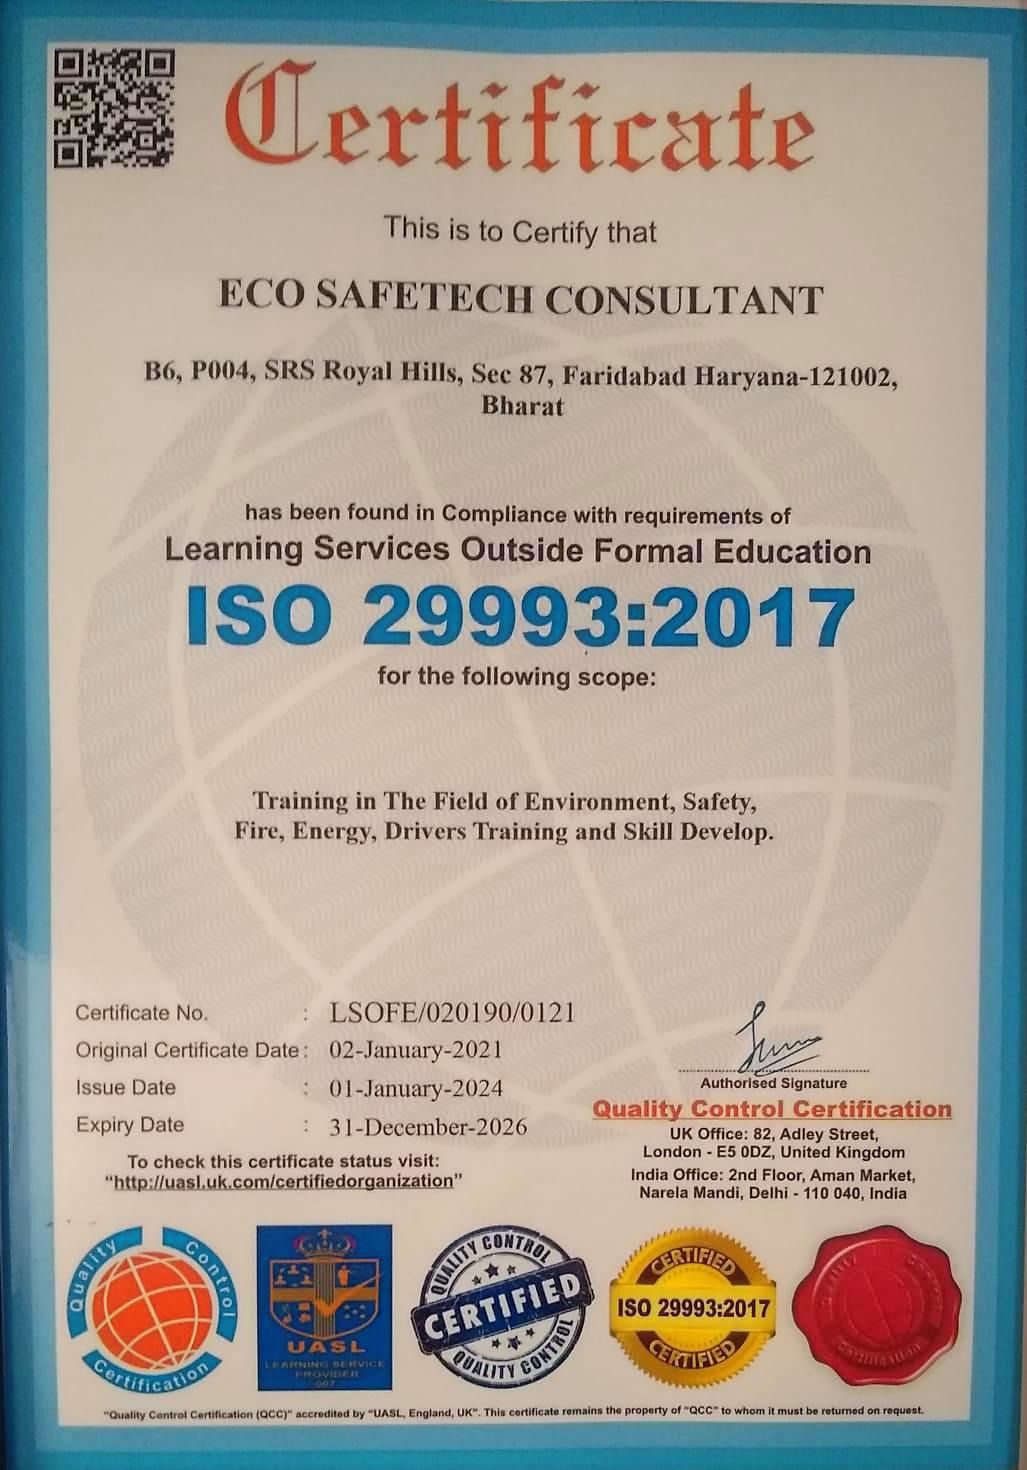 Certificate
This is to Certify that
ECO SAFETECH CONSULTANT
B6, P004, SRS Royal Hills, Sec 87, Faridabad Haryana-121002,
Bharat
has been found in Compliance with requirements of
Learning Services Outside Formal Education
ISO 29993:2017
for the following scope:
Training in The Field of Environment, Safety,
Fire, Energy, Drivers Training and Skill Develop.
Certificate No. : LSOFE/020190/0121
Original Certificate Date : 02-January-2021
Issue Date : 01-January-2024
Expiry Date : 31-December-2026
To check this certificate status visit:
"http://uasl.uk.com/certifiedorganization"
Authorised Signature
Quality Control Certification
UK Office: 82, Adley Street,
London - E5 0DZ, United Kingdom
India Office: 2nd Floor, Aman Market,
Narela Mandi, Delhi - 110 040, India
Quality Control
Certification
UASL
LEARNING SERVICE
PROVIDER
007
QUALITY CONTROL
CERTIFIED
QUALITY CONTROL
CERTIFIED
ISO 29993:2017
CERTIFIED
"Quality Control Certification (QCC)" accredited by "UASL, England, UK". This certificate remains the property of "QCC" to whom it must be returned on request.